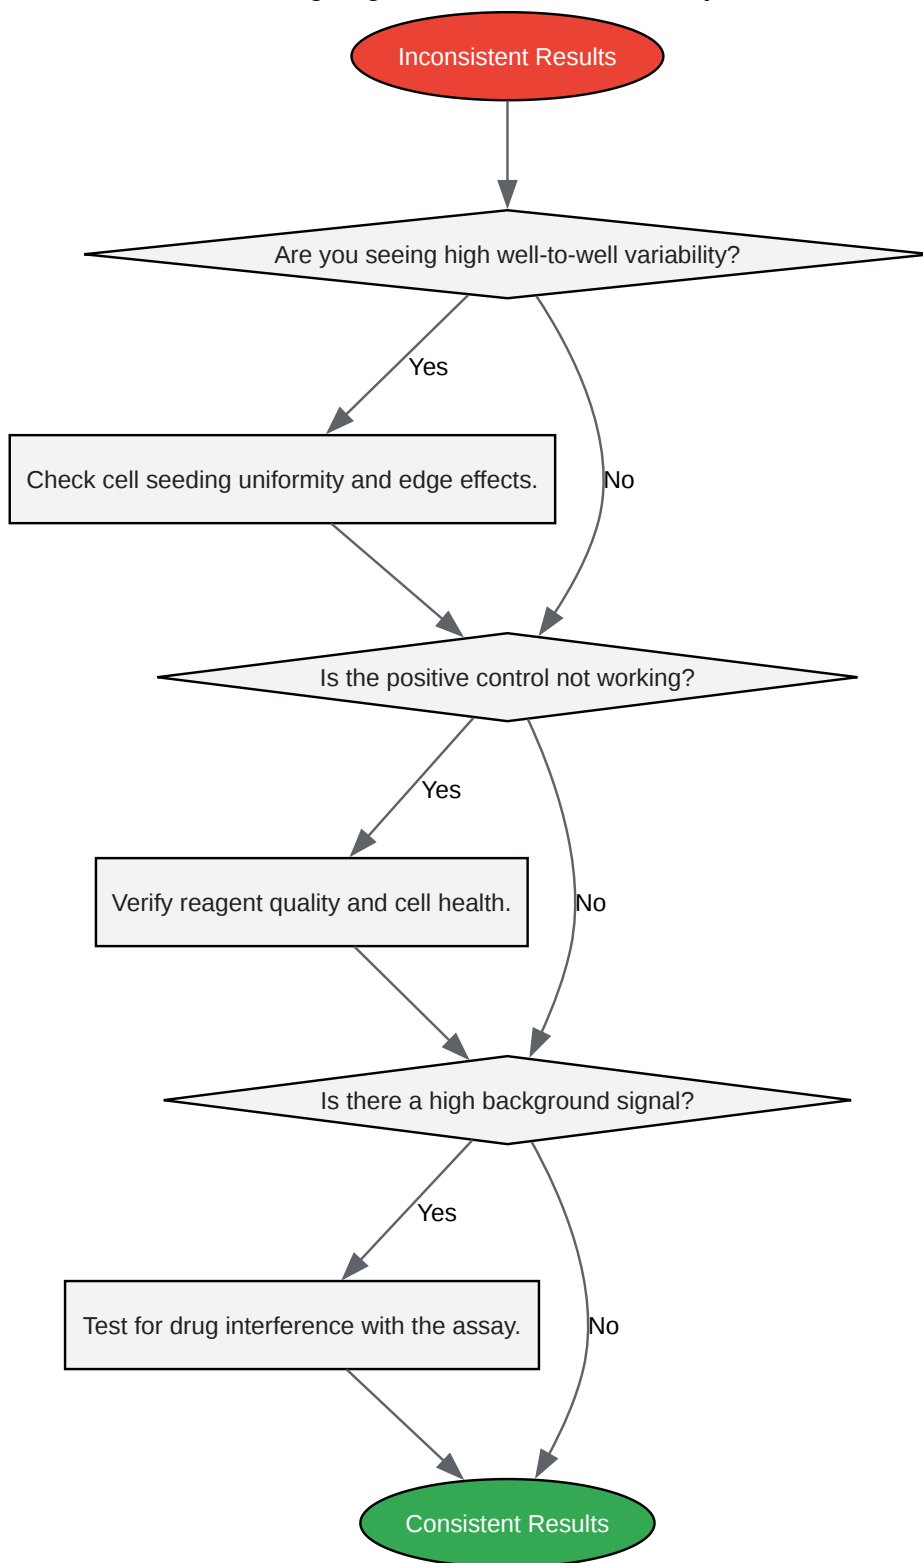 Inconsistent Results
Are you seeing high well-to-well variability?
Yes
Check cell seeding uniformity and edge effects.
No
Is the positive control not working?
Yes
Verify reagent quality and cell health.
No
Is there a high background signal?
Yes
Test for drug interference with the assay.
No
Consistent Results